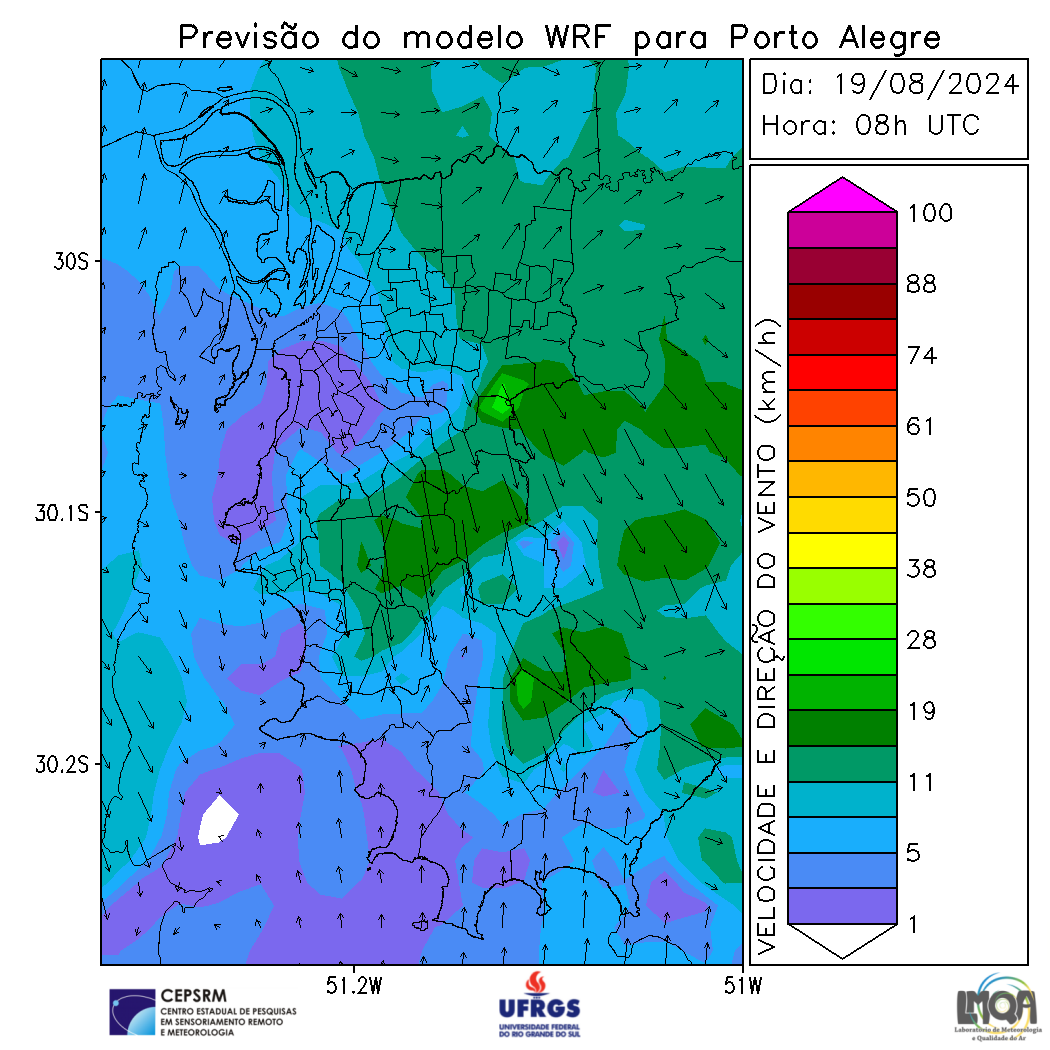 Previsão do modelo WRF para Porto Alegre
Dia: 19/08/2024
Hora: 08h UTC
30S
30.1S
30.2S
51.2W
51W
VELOCIDADE E DIREÇÃO DO VENTO (km/h)
100
88
74
61
50
38
28
19
11
5
1
CEPSRM
CENTRO ESTADUAL DE PESQUISAS
EM SENSORIAMENTO REMOTO
E METEOROLOGIA
UFRGS
UNIVERSIDADE FEDERAL
DO RIO GRANDE DO SUL
LMQA
Laboratório de Meteorologia
e Qualidade do Ar